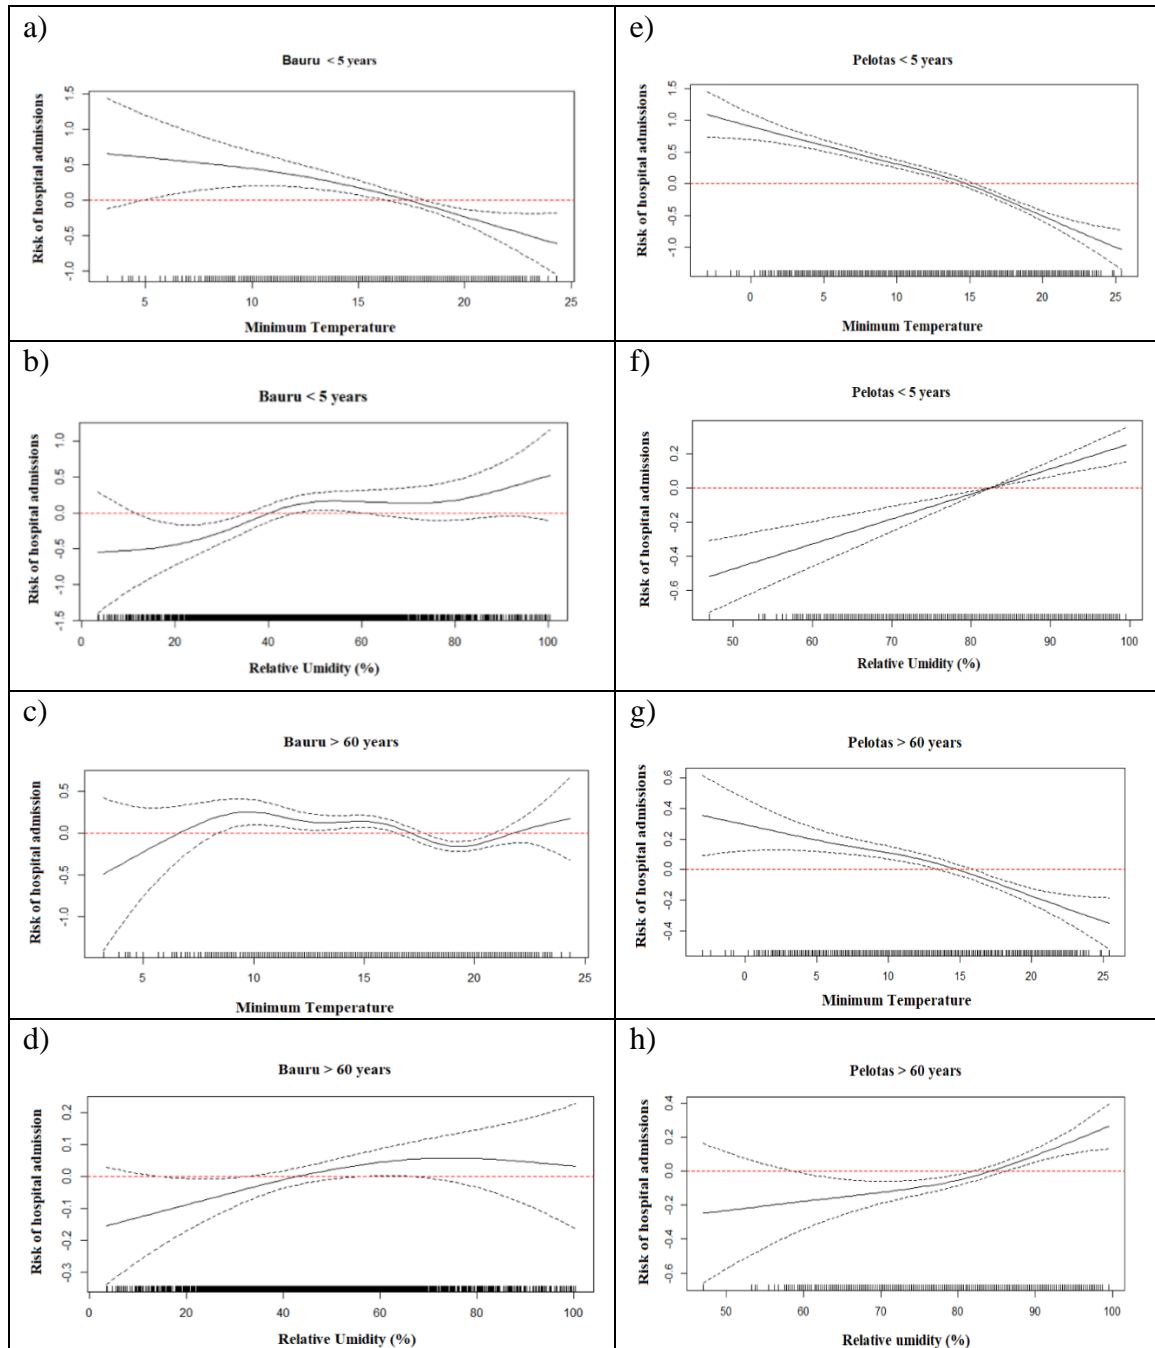 a)
Bauru < 5 years
Risk of hospital admissions
1.5
1.0
0.5
0.0
-0.5
-1.0
5 10 15 20 25
Minimum Temperature
e)
Pelotas < 5 years
Risk of hospital admissions
1.5
1.0
0.5
0.0
-0.5
-1.0
0 5 10 15 20 25
Minimum Temperature
b)
Bauru < 5 years
Risk of hospital admissions
1.0
0.5
0.0
-0.5
-1.0
-1.5
0 20 40 60 80 100
Relative Umidity (%)
f)
Pelotas < 5 years
Risk of hospital admissions
0.2
0.0
-0.2
-0.4
-0.6
50 60 70 80 90 100
Relative Umidity (%)
c)
Bauru > 60 years
Risk of hospital admission
0.5
0.0
-0.5
-1.0
5 10 15 20 25
Minimum Temperature
g)
Pelotas > 60 years
Risk of hospital admissions
0.6
0.4
0.2
0.0
-0.2
-0.4
0 5 10 15 20 25
Minimum Temperature
d)
Bauru > 60 years
Risk of hospital admission
0.2
0.1
0.0
-0.1
-0.2
-0.3
0 20 40 60 80 100
Relative Umidity (%)
h)
Pelotas > 60 years
Risk of hospital admissions
0.4
0.2
0.0
-0.2
-0.4
-0.6
50 60 70 80 90 100
Relative umidity (%)